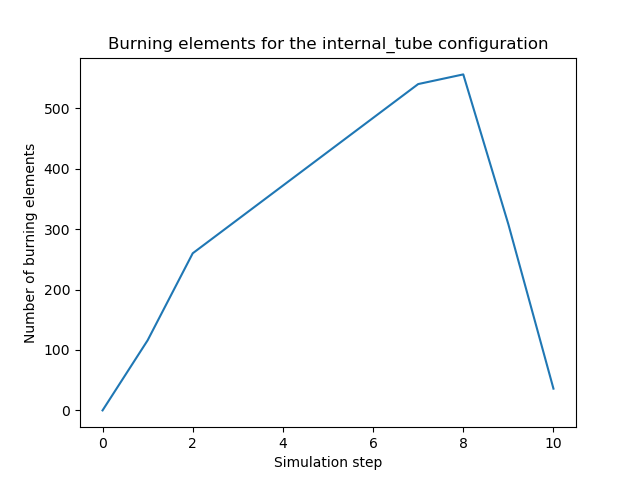 Burning elements for the internal_tube configuration
Number of burning elements
500
400
300
200
100
0
0 2 4 6 8 10
Simulation step